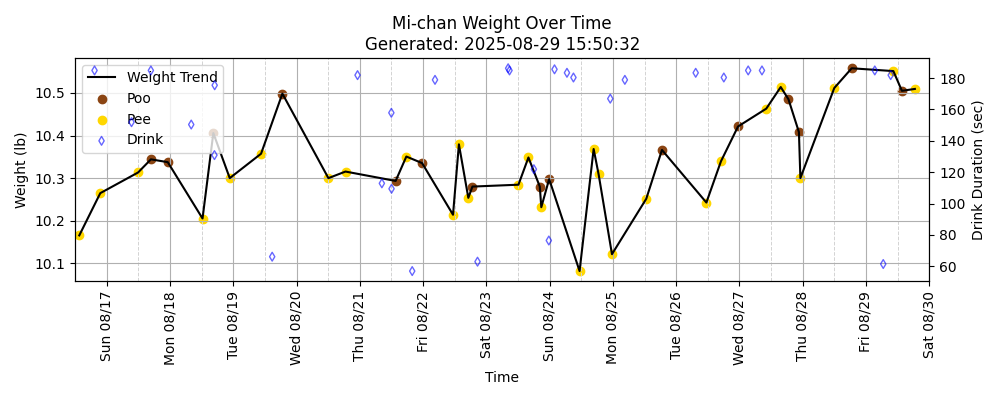 Mi-chan Weight Over Time
Generated: 2025-08-29 15:50:32
Weight Trend
Poo
Pee
Drink
Weight (lb)
10.5
10.4
10.3
10.2
10.1
Drink Duration (sec)
180
160
140
120
100
80
60
Sun 08/17
Mon 08/18
Tue 08/19
Wed 08/20
Thu 08/21
Fri 08/22
Sat 08/23
Sun 08/24
Mon 08/25
Tue 08/26
Wed 08/27
Thu 08/28
Fri 08/29
Sat 08/30
Time